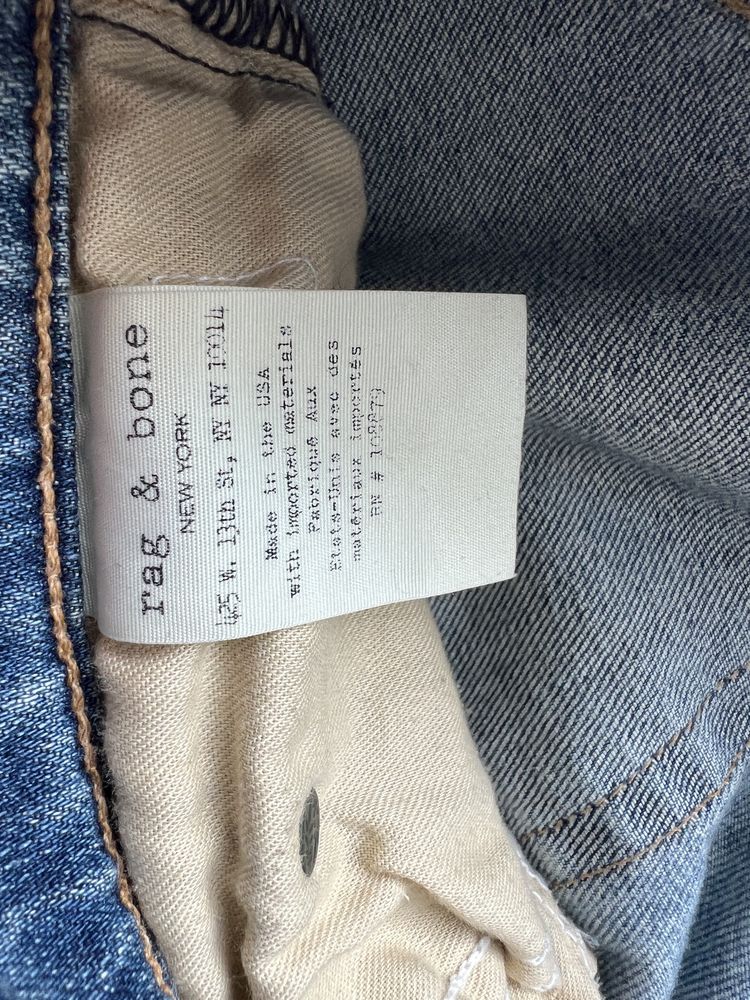 rag & bone
NEW YORK
425 W. 13th St, NY NY 10014
Made in the USA
with imported materials
Fabriqué Aux
Etats-Unis avec des
matériaux importés
RN # 108879